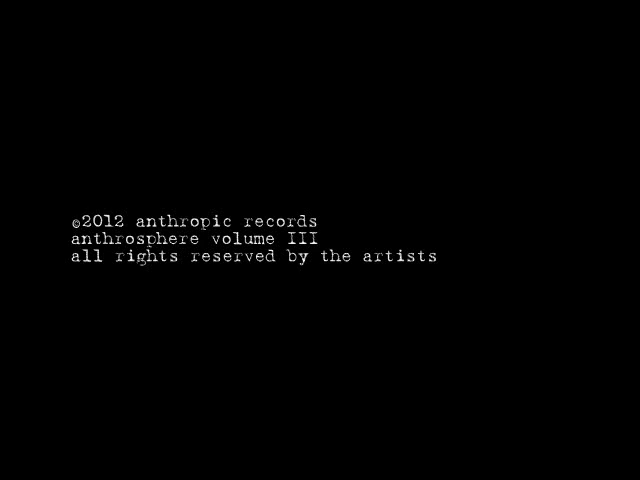 ©2012 anthropic records
anthrosphere volume III
all rights reserved by the artists